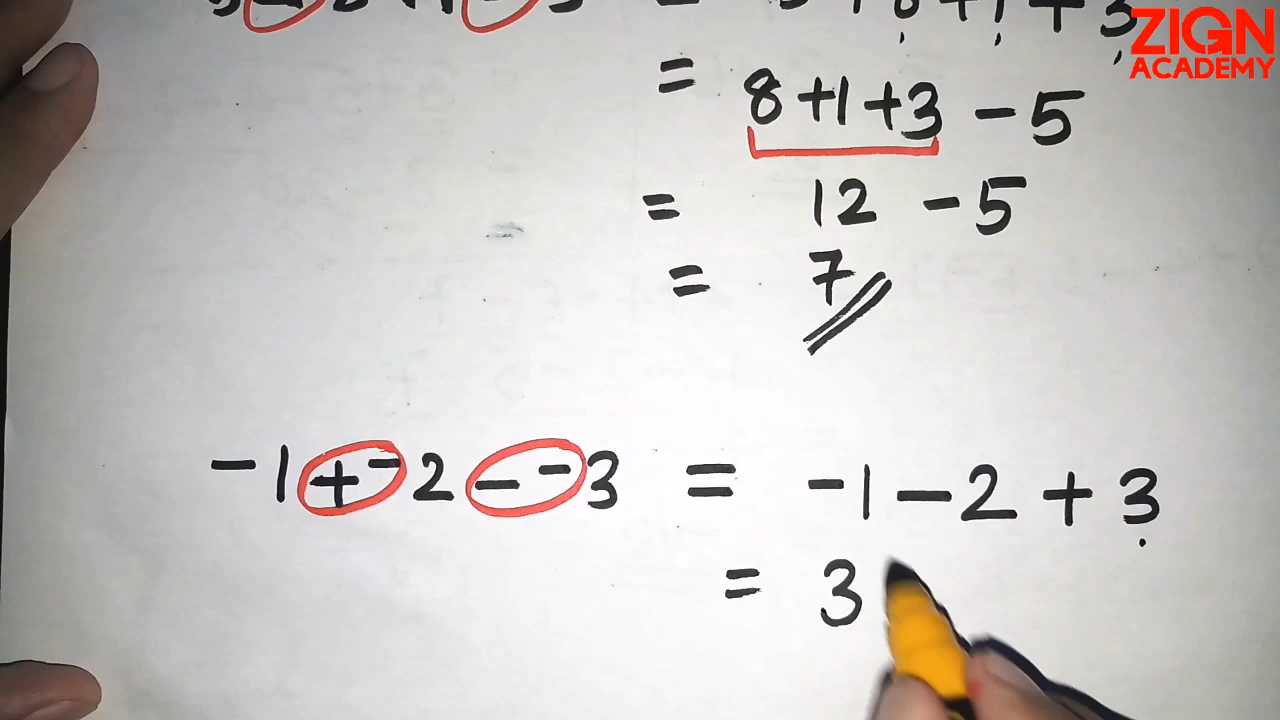 ZIGN
ACADEMY
= 8 +1 +3 - 5
= 12 - 5
= 7
-1 + -2 - -3 = -1 - 2 + 3
= 3